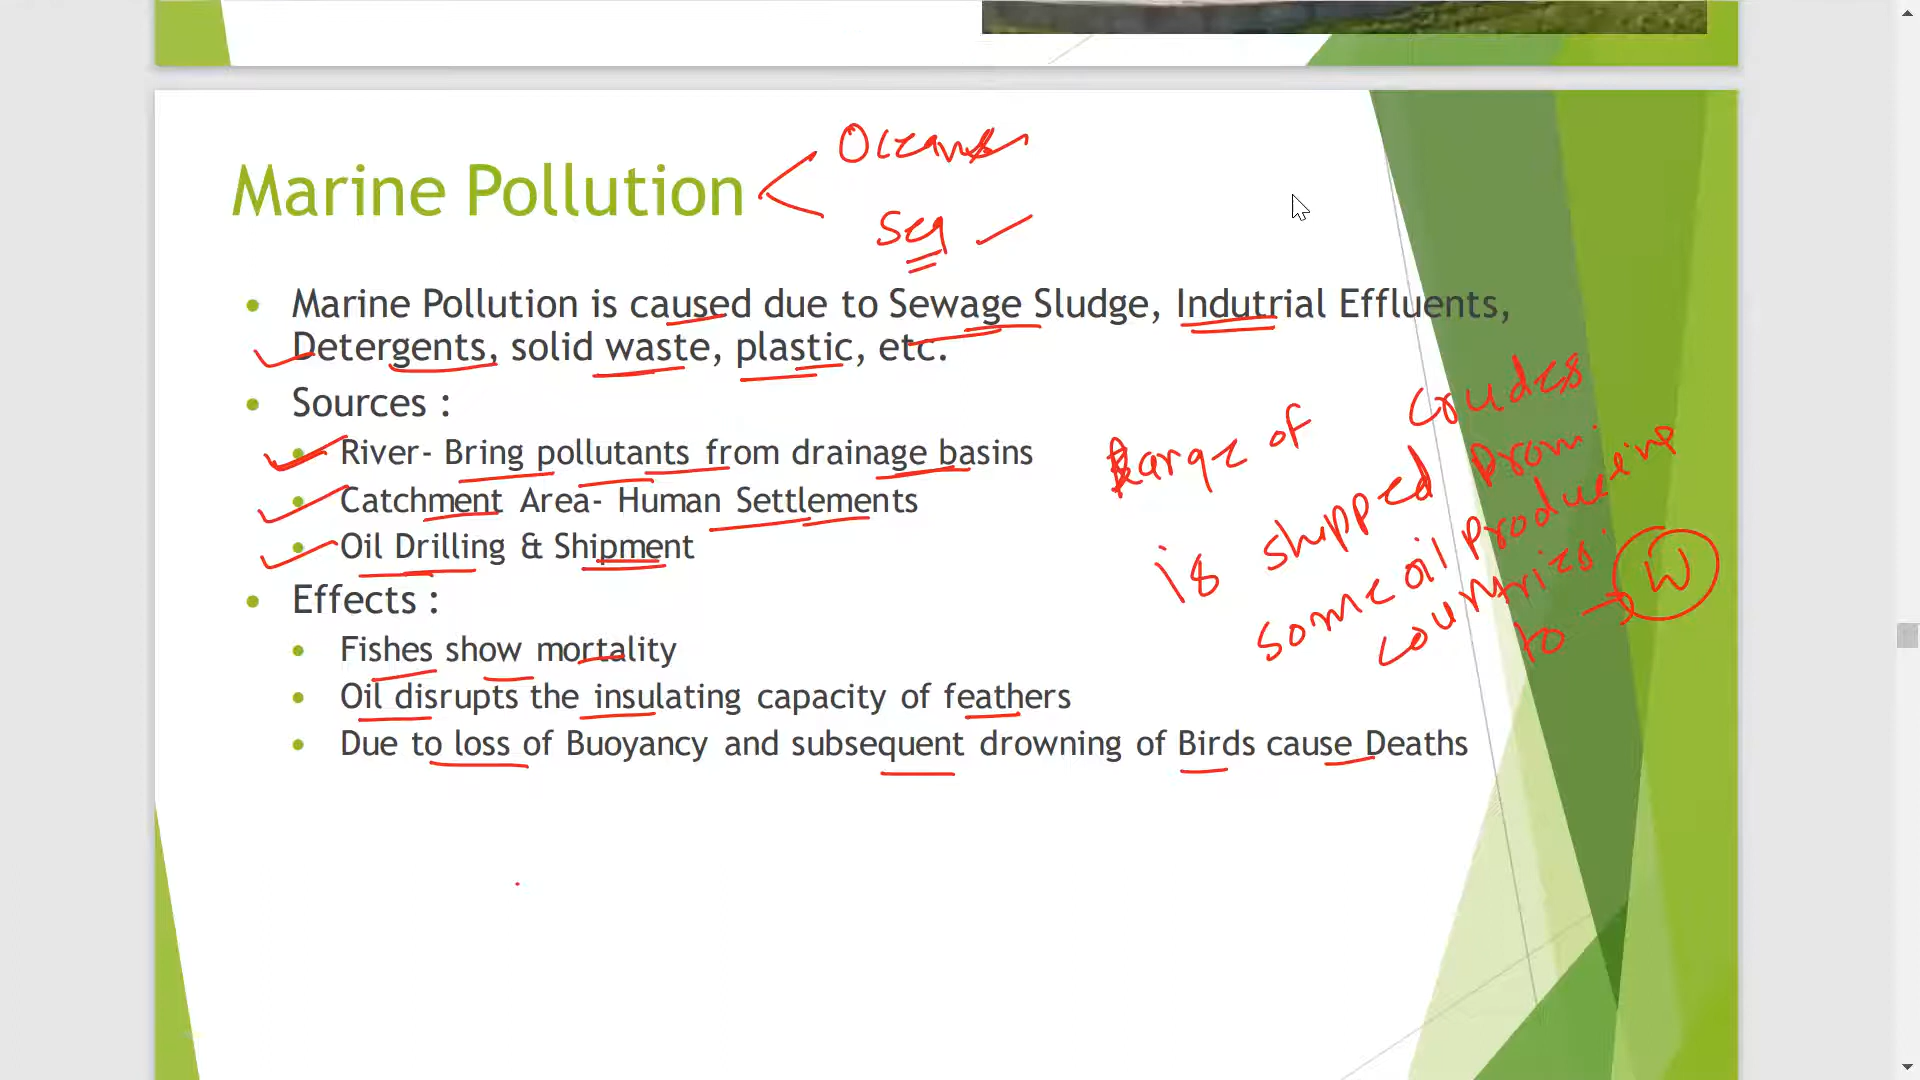 Marine Pollution
Oceans
Sea
• Marine Pollution is caused due to Sewage Sludge, Indutrial Effluents,
Detergents, solid waste, plastic, etc.
• Sources :
• River- Bring pollutants from drainage basins
• Catchment Area- Human Settlements
• Oil Drilling & Shipment
• Effects :
• Fishes show mortality
• Oil disrupts the insulating capacity of feathers
• Due to loss of Buoyancy and subsequent drowning of Birds cause Deaths
Large of crudes
is shipped from
some oil producing
countries
to → W